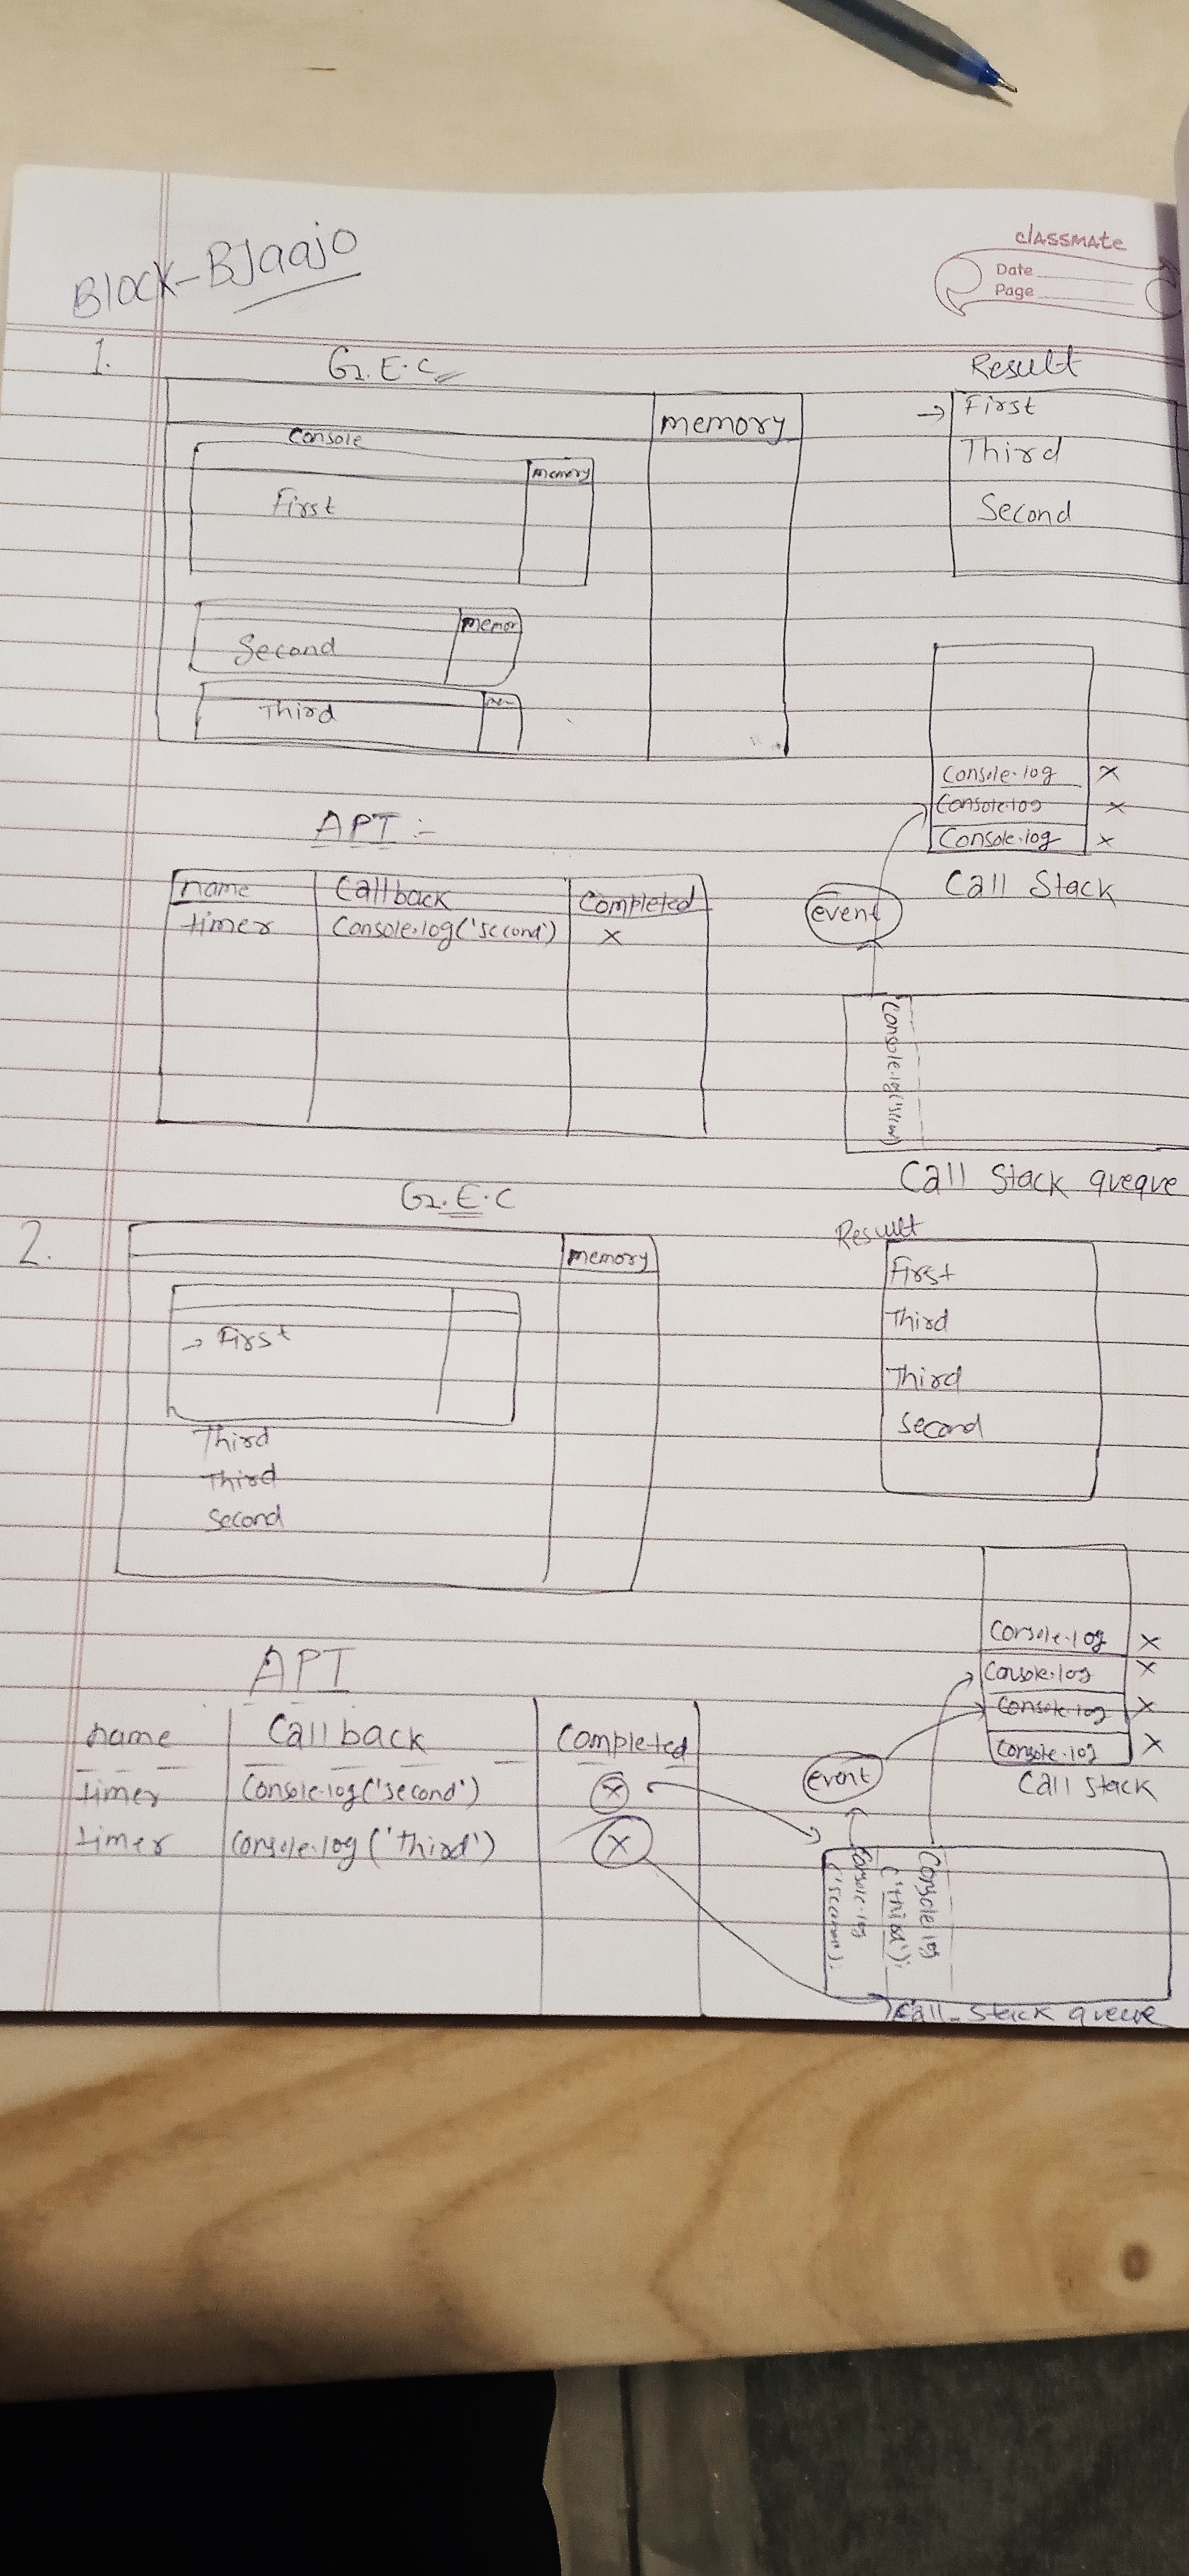 Block-BJaajo
classmate
Date
Page
1.
G.E.C
Result
memory
→ First
Console
Third
memory
First
Second
memor
Second
Third
Console.log ×
Console.log ×
Console.log ×
Call Stack
API :-
name Callback Completed
timer Console.log('second') ×
event
Call Stack queque
2.
G.E.C
Result
memory
First
→ First
Third
Third
Third
Second
Third
Second
Console.log ×
Console.log ×
Console.log ×
Console.log ×
Call Stack
API
name Callback Completed
timer Console.log('second') ×
timer Console.log('third') ×
event
Console.log
('second');
Console.log
('third');
Call Stack queue